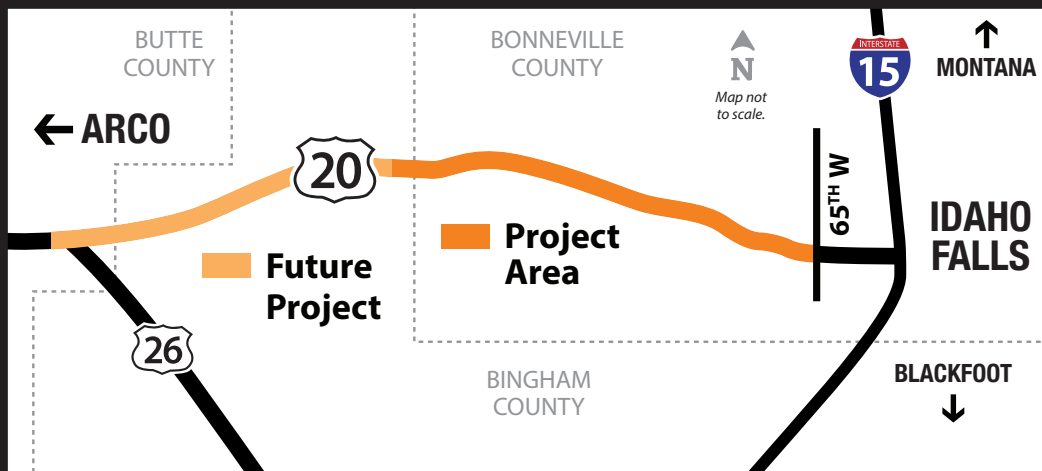 BUTTE
COUNTY
BONNEVILLE
COUNTY
N
Map not
to scale.
INTERSTATE
15
MONTANA
ARCO
20
65TH W
IDAHO
FALLS
Project
Area
Future
Project
26
BINGHAM
COUNTY
BLACKFOOT